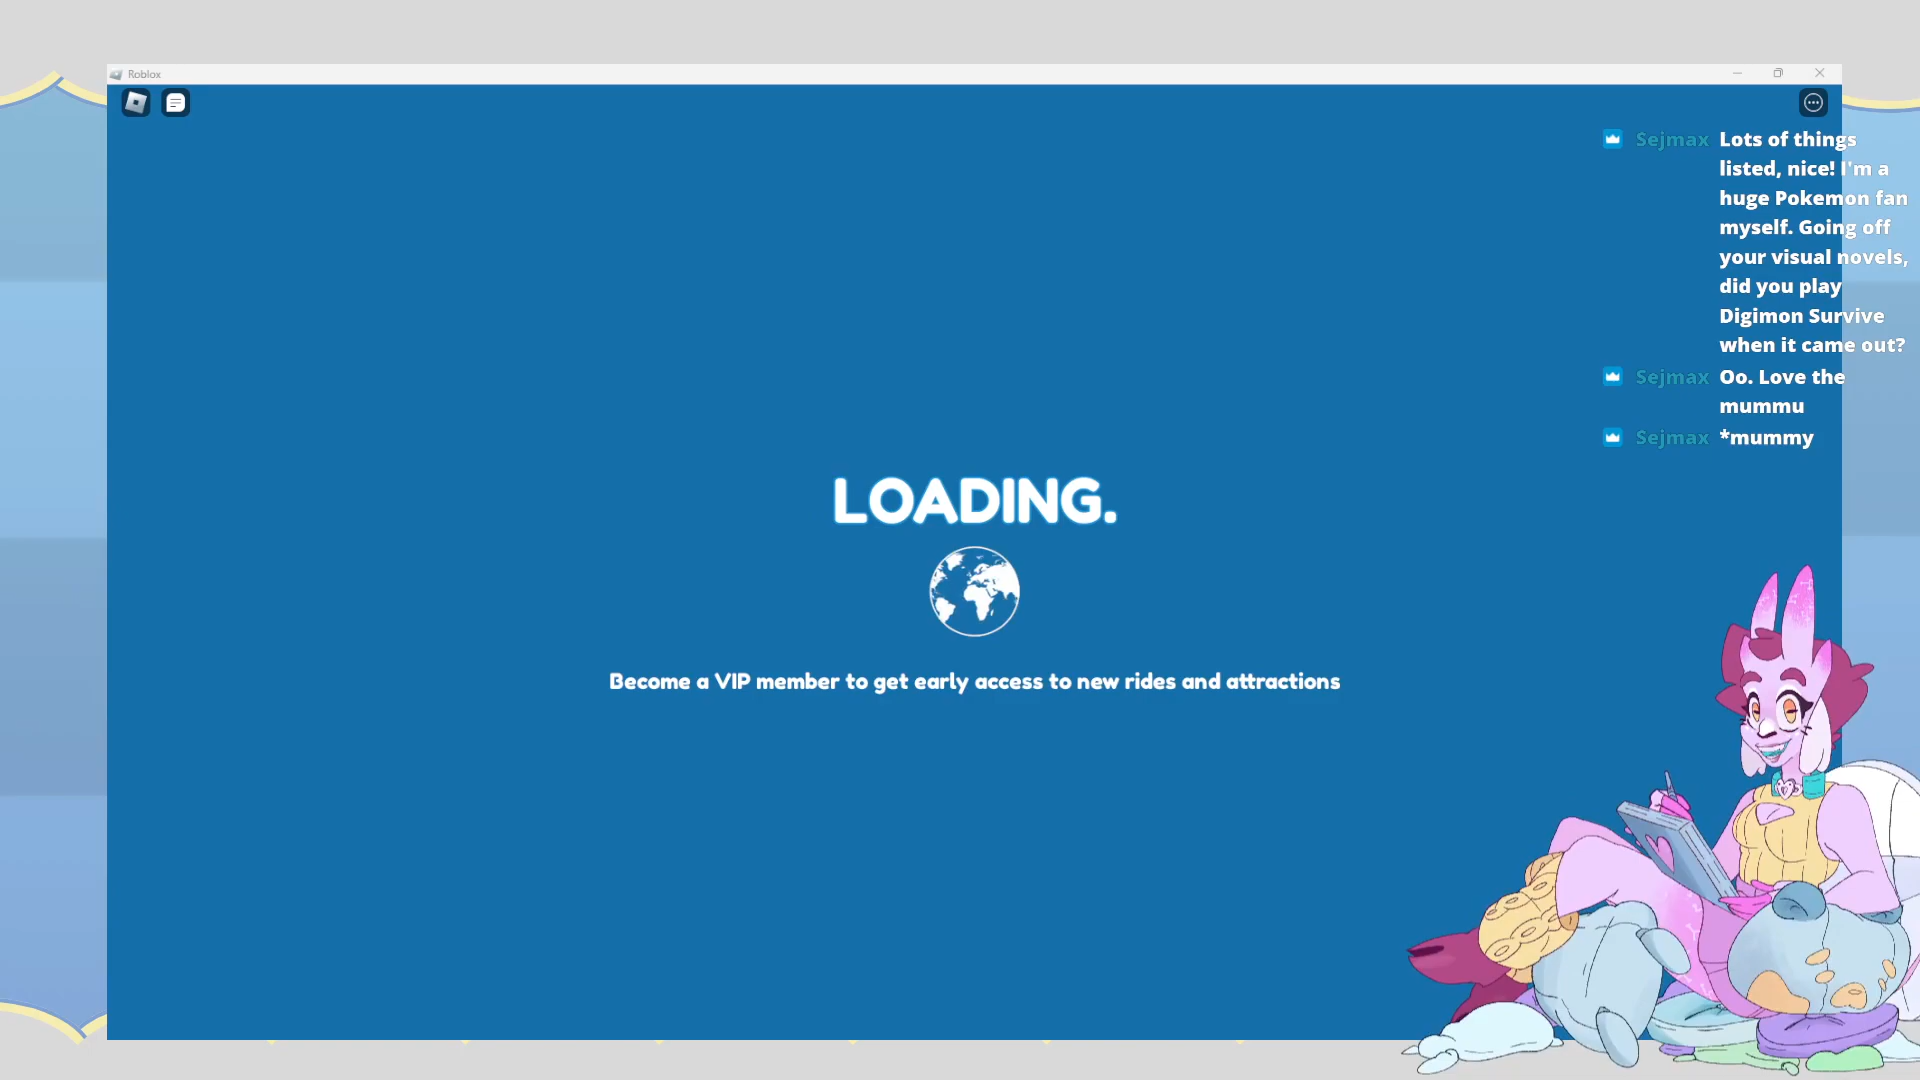 Roblox
Sejmax Lots of things
listed, nice! I'm a
huge Pokemon fan
myself. Going off
your visual novels,
did you play
Digimon Survive
when it came out?
Sejmax Oo. Love the
mummu
Sejmax *mummy
LOADING.
Become a VIP member to get early access to new rides and attractions